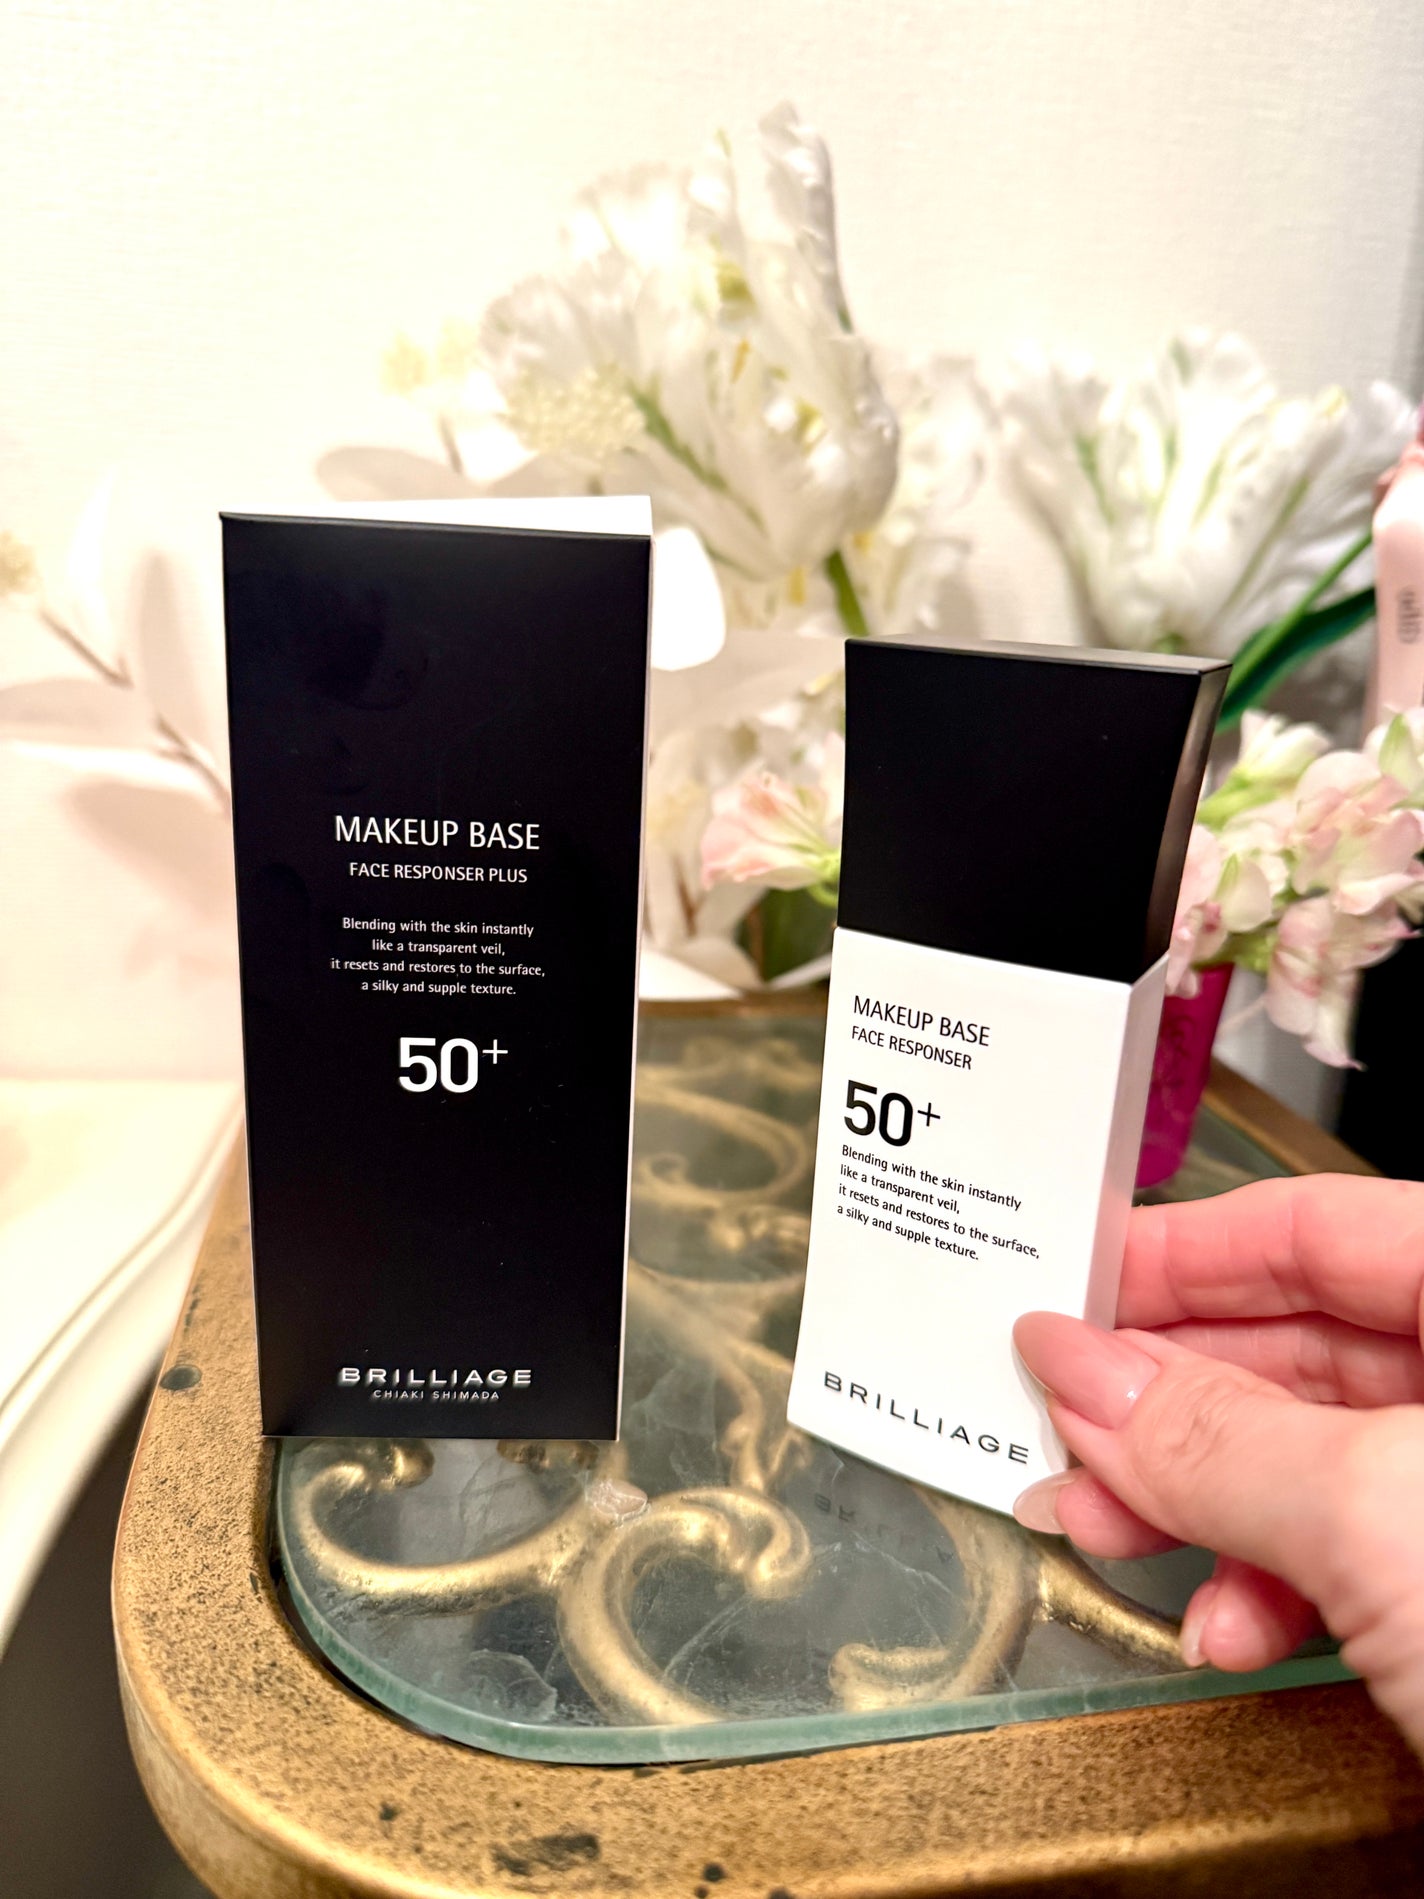 MAKEUP BASE
FACE RESPONSER PLUS
Blending with the skin instantly
like a transparent veil,
it resets and restores to the surface,
a silky and supple texture.
50+
BRILLIAGE
CHIAKI SHIMADA
MAKEUP BASE
FACE RESPONSER
50+
Blending with the skin instantly
like a transparent veil,
it resets and restores to the surface,
a silky and supple texture.
BRILLIAGE